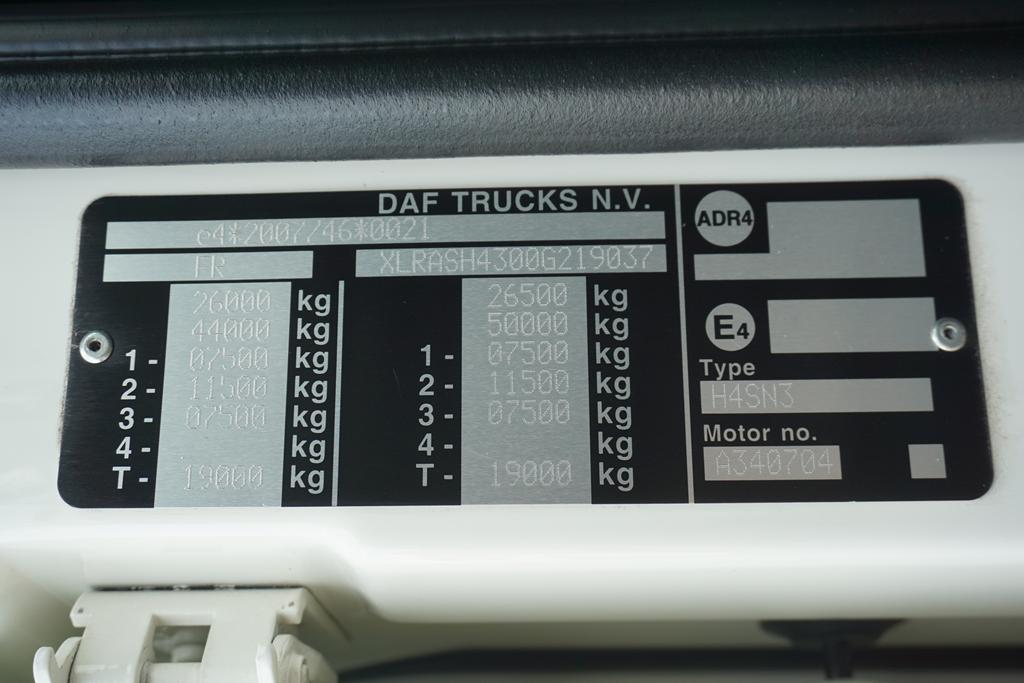 DAF TRUCKS N.V.
e4*2007/46*0021
FR XLRASH4300G219037
26000 kg 26500 kg
44000 kg 50000 kg
1 - 07500 kg 1 - 07500 kg
2 - 11500 kg 2 - 11500 kg
3 - 07500 kg 3 - 07500 kg
4 - kg 4 - kg
T - 19000 kg T - 19000 kg
ADR4
E4
Type
H4SN3
Motor no.
A340704